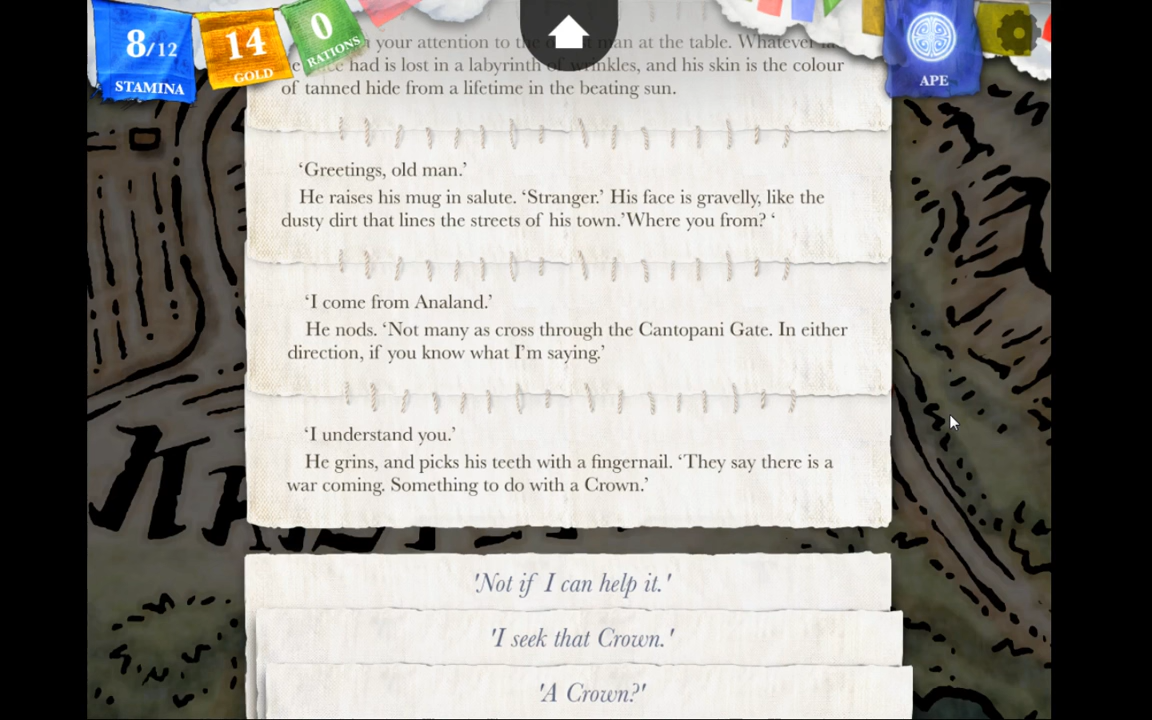 8/12
STAMINA
14
GOLD
0
RATIONS
APE
your attention to the man at the table. Whatever
had is lost in a labyrinth of wrinkles, and his skin is the colour
of tanned hide from a lifetime in the beating sun.
‘Greetings, old man.’
He raises his mug in salute. ‘Stranger.’ His face is gravelly, like the
dusty dirt that lines the streets of his town.’Where you from? ‘
‘I come from Analand.’
He nods. ‘Not many as cross through the Cantopani Gate. In either
direction, if you know what I’m saying.’
‘I understand you.’
He grins, and picks his teeth with a fingernail. ‘They say there is a
war coming. Something to do with a Crown.’
'Not if I can help it.'
'I seek that Crown.'
'A Crown?'